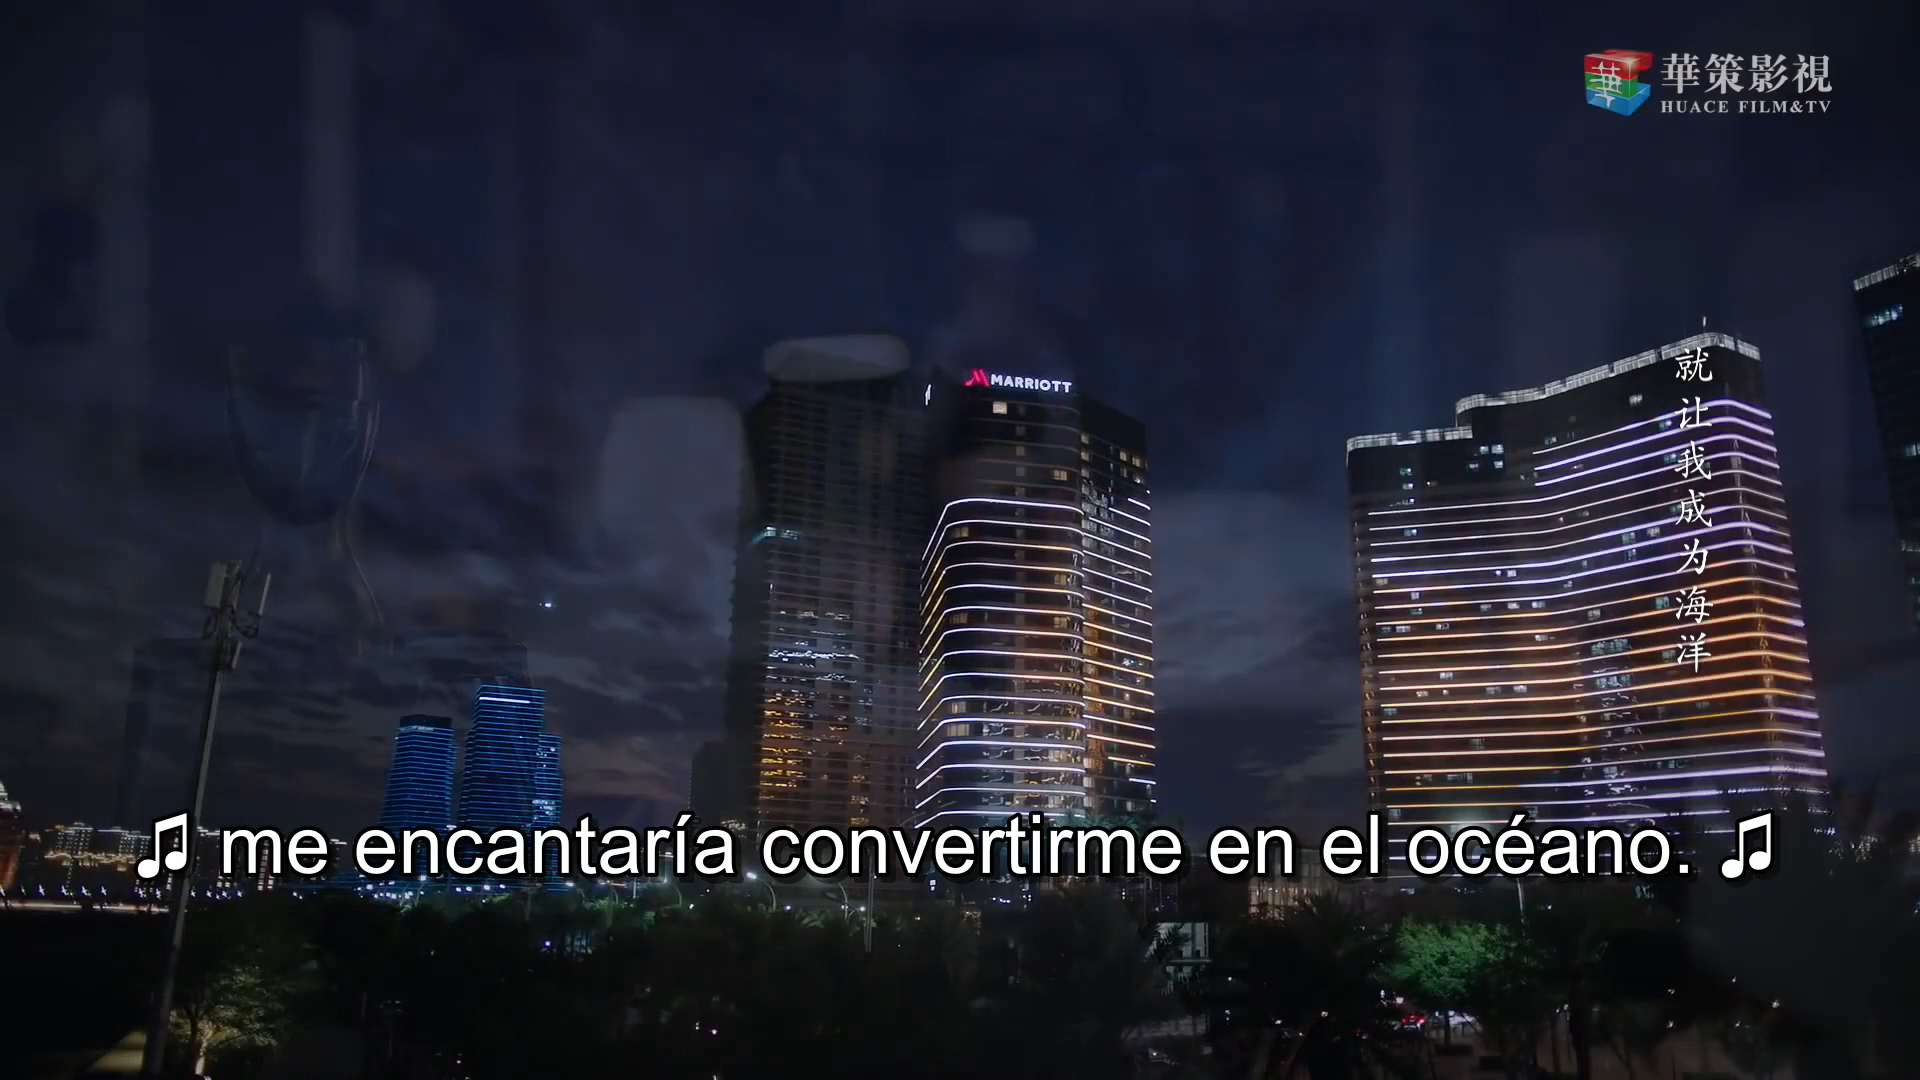 華策影視
HUACE FILM&TV
MARRIOTT
就让我成为海洋
♫ me encantaría convertirme en el océano. ♫